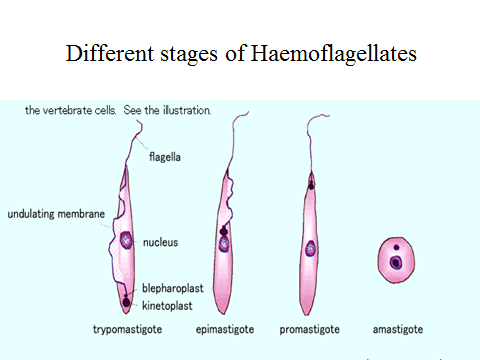 Different stages of Haemoflagellates
the vertebrate cells. See the illustration.
flagella
undulating membrane
nucleus
blepharoplast
kinetoplast
trypomastigote epimastigote promastigote amastigote